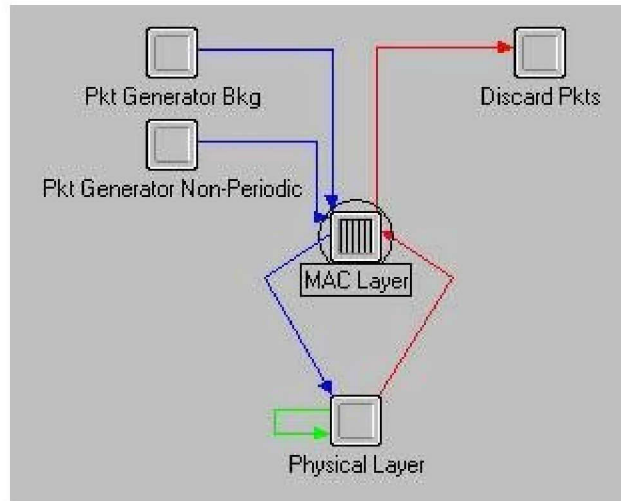 Pkt Generator Bkg
Discard Pkts
Pkt Generator Non-Periodic
MAC Layer
Physical Layer